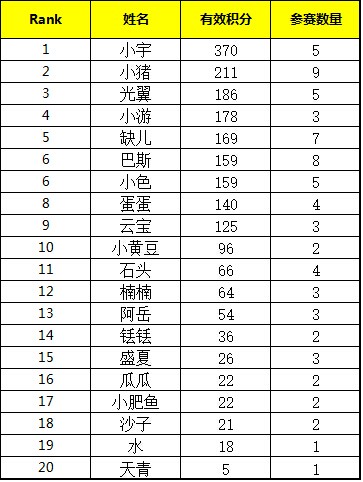 Rank 姓名 有效积分 参赛数量
1 小宇 370 5
2 小猪 211 9
3 光翼 186 5
4 小游 178 3
5 缺儿 169 7
6 巴斯 159 8
6 小色 159 5
8 蛋蛋 140 4
9 云宝 125 3
10 小黄豆 96 2
11 石头 66 4
12 楠楠 64 3
13 阿岳 54 3
14 铥铥 36 2
15 盛夏 26 3
16 瓜瓜 22 2
17 小肥鱼 22 2
18 沙子 21 2
19 水 18 1
20 天青 5 1